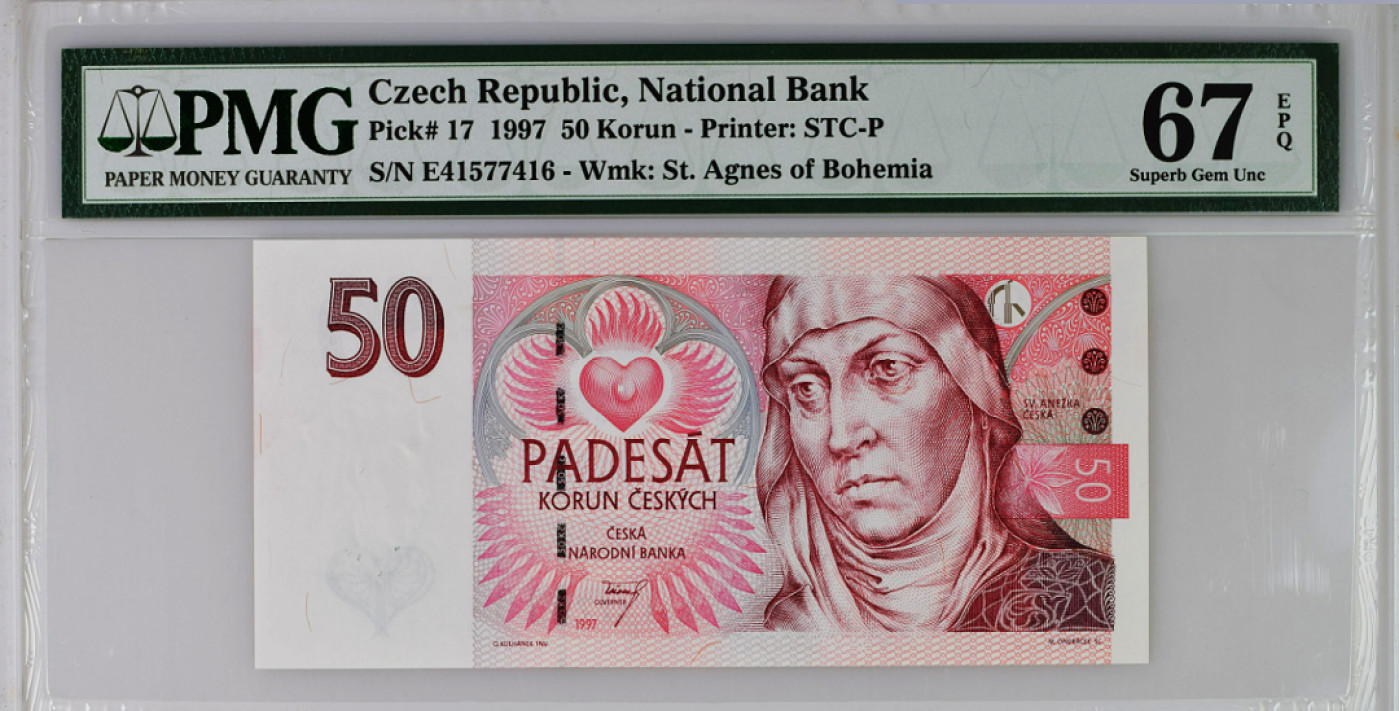 PMG
PAPER MONEY GUARANTY
Czech Republic, National Bank
Pick# 17 1997 50 Korun - Printer: STC-P
S/N E41577416 - Wmk: St. Agnes of Bohemia
67
EPQ
Superb Gem Unc
50
PADESÁT
KORUN ČESKÝCH
ČESKÁ
NÁRODNÍ BANKA
GUVERNÉR
1997
SV. ANEŽKA
ČESKÁ
50
O. KULHÁNEK INV.